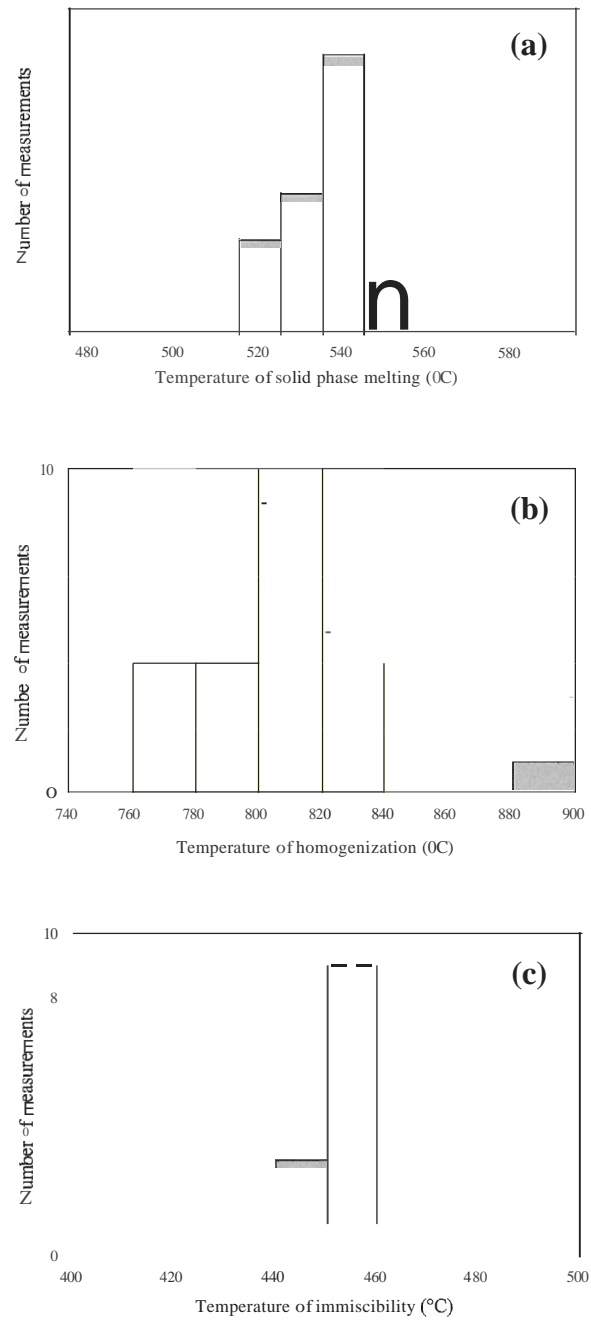 (a)
Number of measurements
n
480 500 520 540 560 580
Temperature of solid phase melting (0C)
10
(b)
Numbe of measurements
O
740 760 780 800 820 840 860 880 900
Temperature of homogenization (0C)
10
(c)
8
Number of measurements
0
400 420 440 460 480 500
Temperature of immiscibility (°C)